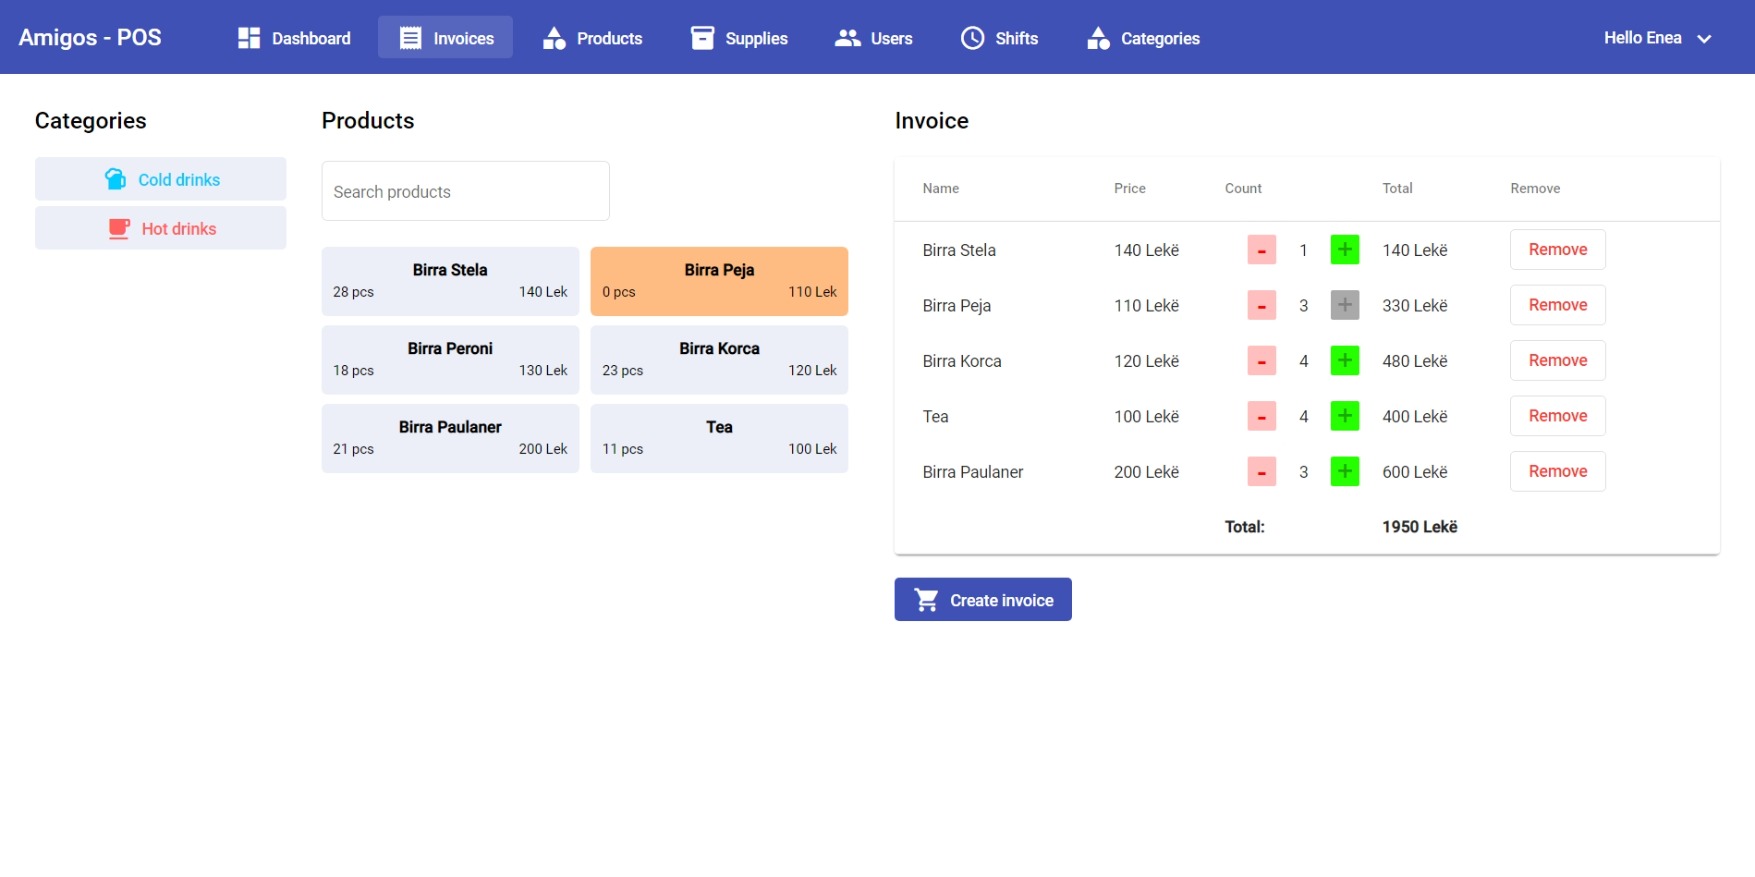 Amigos - POS
Dashboard
Invoices
Products
Supplies
Users
Shifts
Categories
Hello Enea
Categories
Cold drinks
Hot drinks
Products
Search products
Birra Stela
28 pcs 140 Lek
Birra Peja
0 pcs 110 Lek
Birra Peroni
18 pcs 130 Lek
Birra Korca
23 pcs 120 Lek
Birra Paulaner
21 pcs 200 Lek
Tea
11 pcs 100 Lek
Invoice
Name Price Count Total Remove
Birra Stela 140 Lekë - 1 + 140 Lekë Remove
Birra Peja 110 Lekë - 3 + 330 Lekë Remove
Birra Korca 120 Lekë - 4 + 480 Lekë Remove
Tea 100 Lekë - 4 + 400 Lekë Remove
Birra Paulaner 200 Lekë - 3 + 600 Lekë Remove
Total: 1950 Lekë
Create invoice